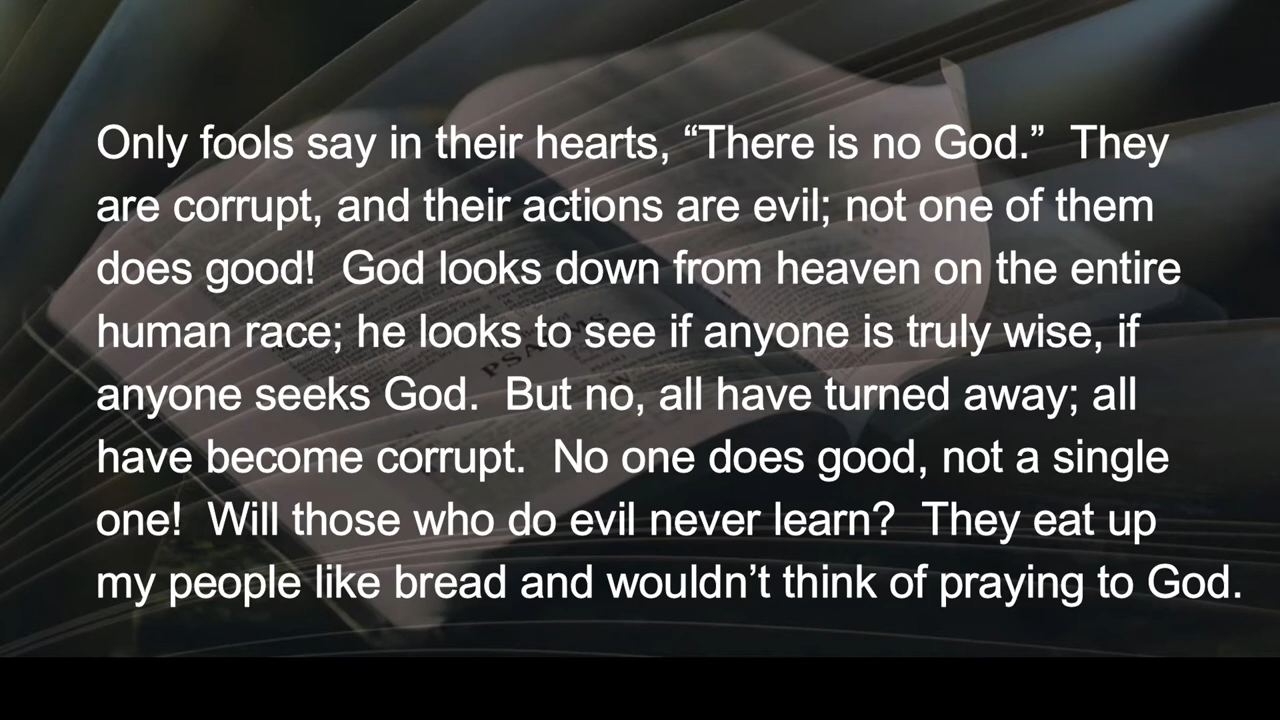 Only fools say in their hearts, “There is no God.”  They
are corrupt, and their actions are evil; not one of them
does good!  God looks down from heaven on the entire
human race; he looks to see if anyone is truly wise, if
anyone seeks God.  But no, all have turned away; all
have become corrupt.  No one does good, not a single
one!  Will those who do evil never learn?  They eat up
my people like bread and wouldn’t think of praying to God.
PSALMS